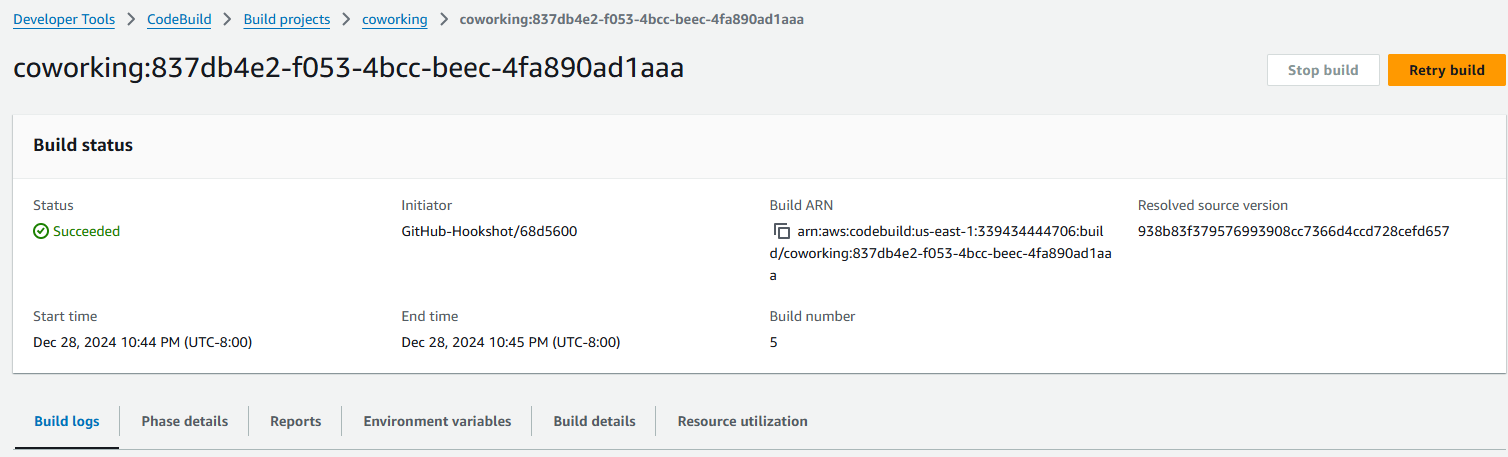 Developer Tools > CodeBuild > Build projects > coworking > coworking:837db4e2-f053-4bcc-beec-4fa890ad1aaa
coworking:837db4e2-f053-4bcc-beec-4fa890ad1aaa
Stop build
Retry build
Build status
Status
Succeeded
Initiator
GitHub-Hookshot/68d5600
Build ARN
arn:aws:codebuild:us-east-1:339434444706:buil
d/coworking:837db4e2-f053-4bcc-beec-4fa890ad1aa
a
Resolved source version
938b83f379576993908cc7366d4ccd728cefd657
Start time
Dec 28, 2024 10:44 PM (UTC-8:00)
End time
Dec 28, 2024 10:45 PM (UTC-8:00)
Build number
5
Build logs
Phase details
Reports
Environment variables
Build details
Resource utilization